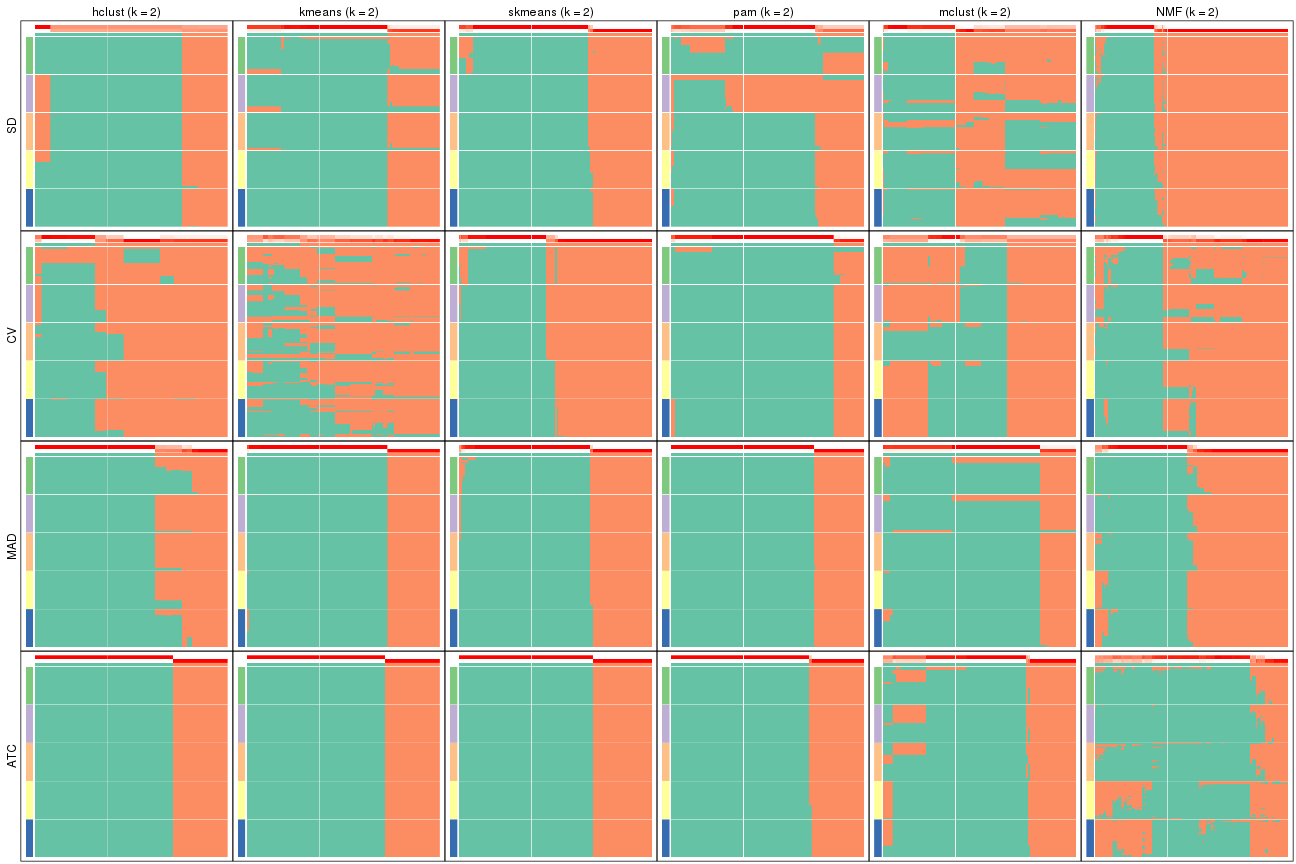 hclust (k = 2) kmeans (k = 2) skmeans (k = 2) pam (k = 2) mclust (k = 2) NMF (k = 2)
SD
CV
MAD
ATC